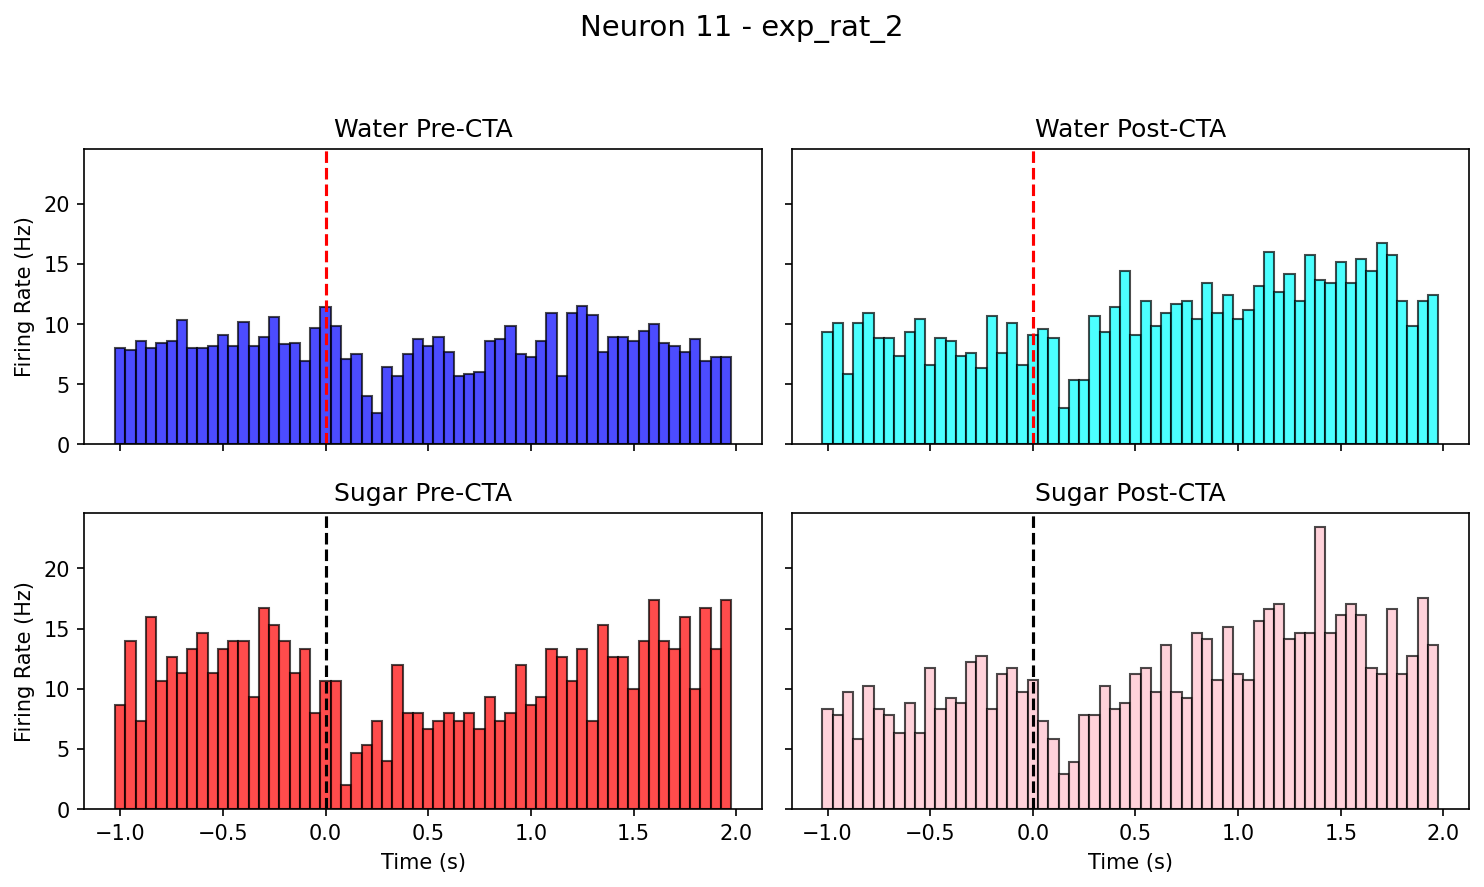 Neuron 11 - exp_rat_2
Water Pre-CTA
Water Post-CTA
Firing Rate (Hz)
20
15
10
5
0
Sugar Pre-CTA
Sugar Post-CTA
Firing Rate (Hz)
20
15
10
5
0
−1.0 −0.5 0.0 0.5 1.0 1.5 2.0
−1.0 −0.5 0.0 0.5 1.0 1.5 2.0
Time (s)
Time (s)